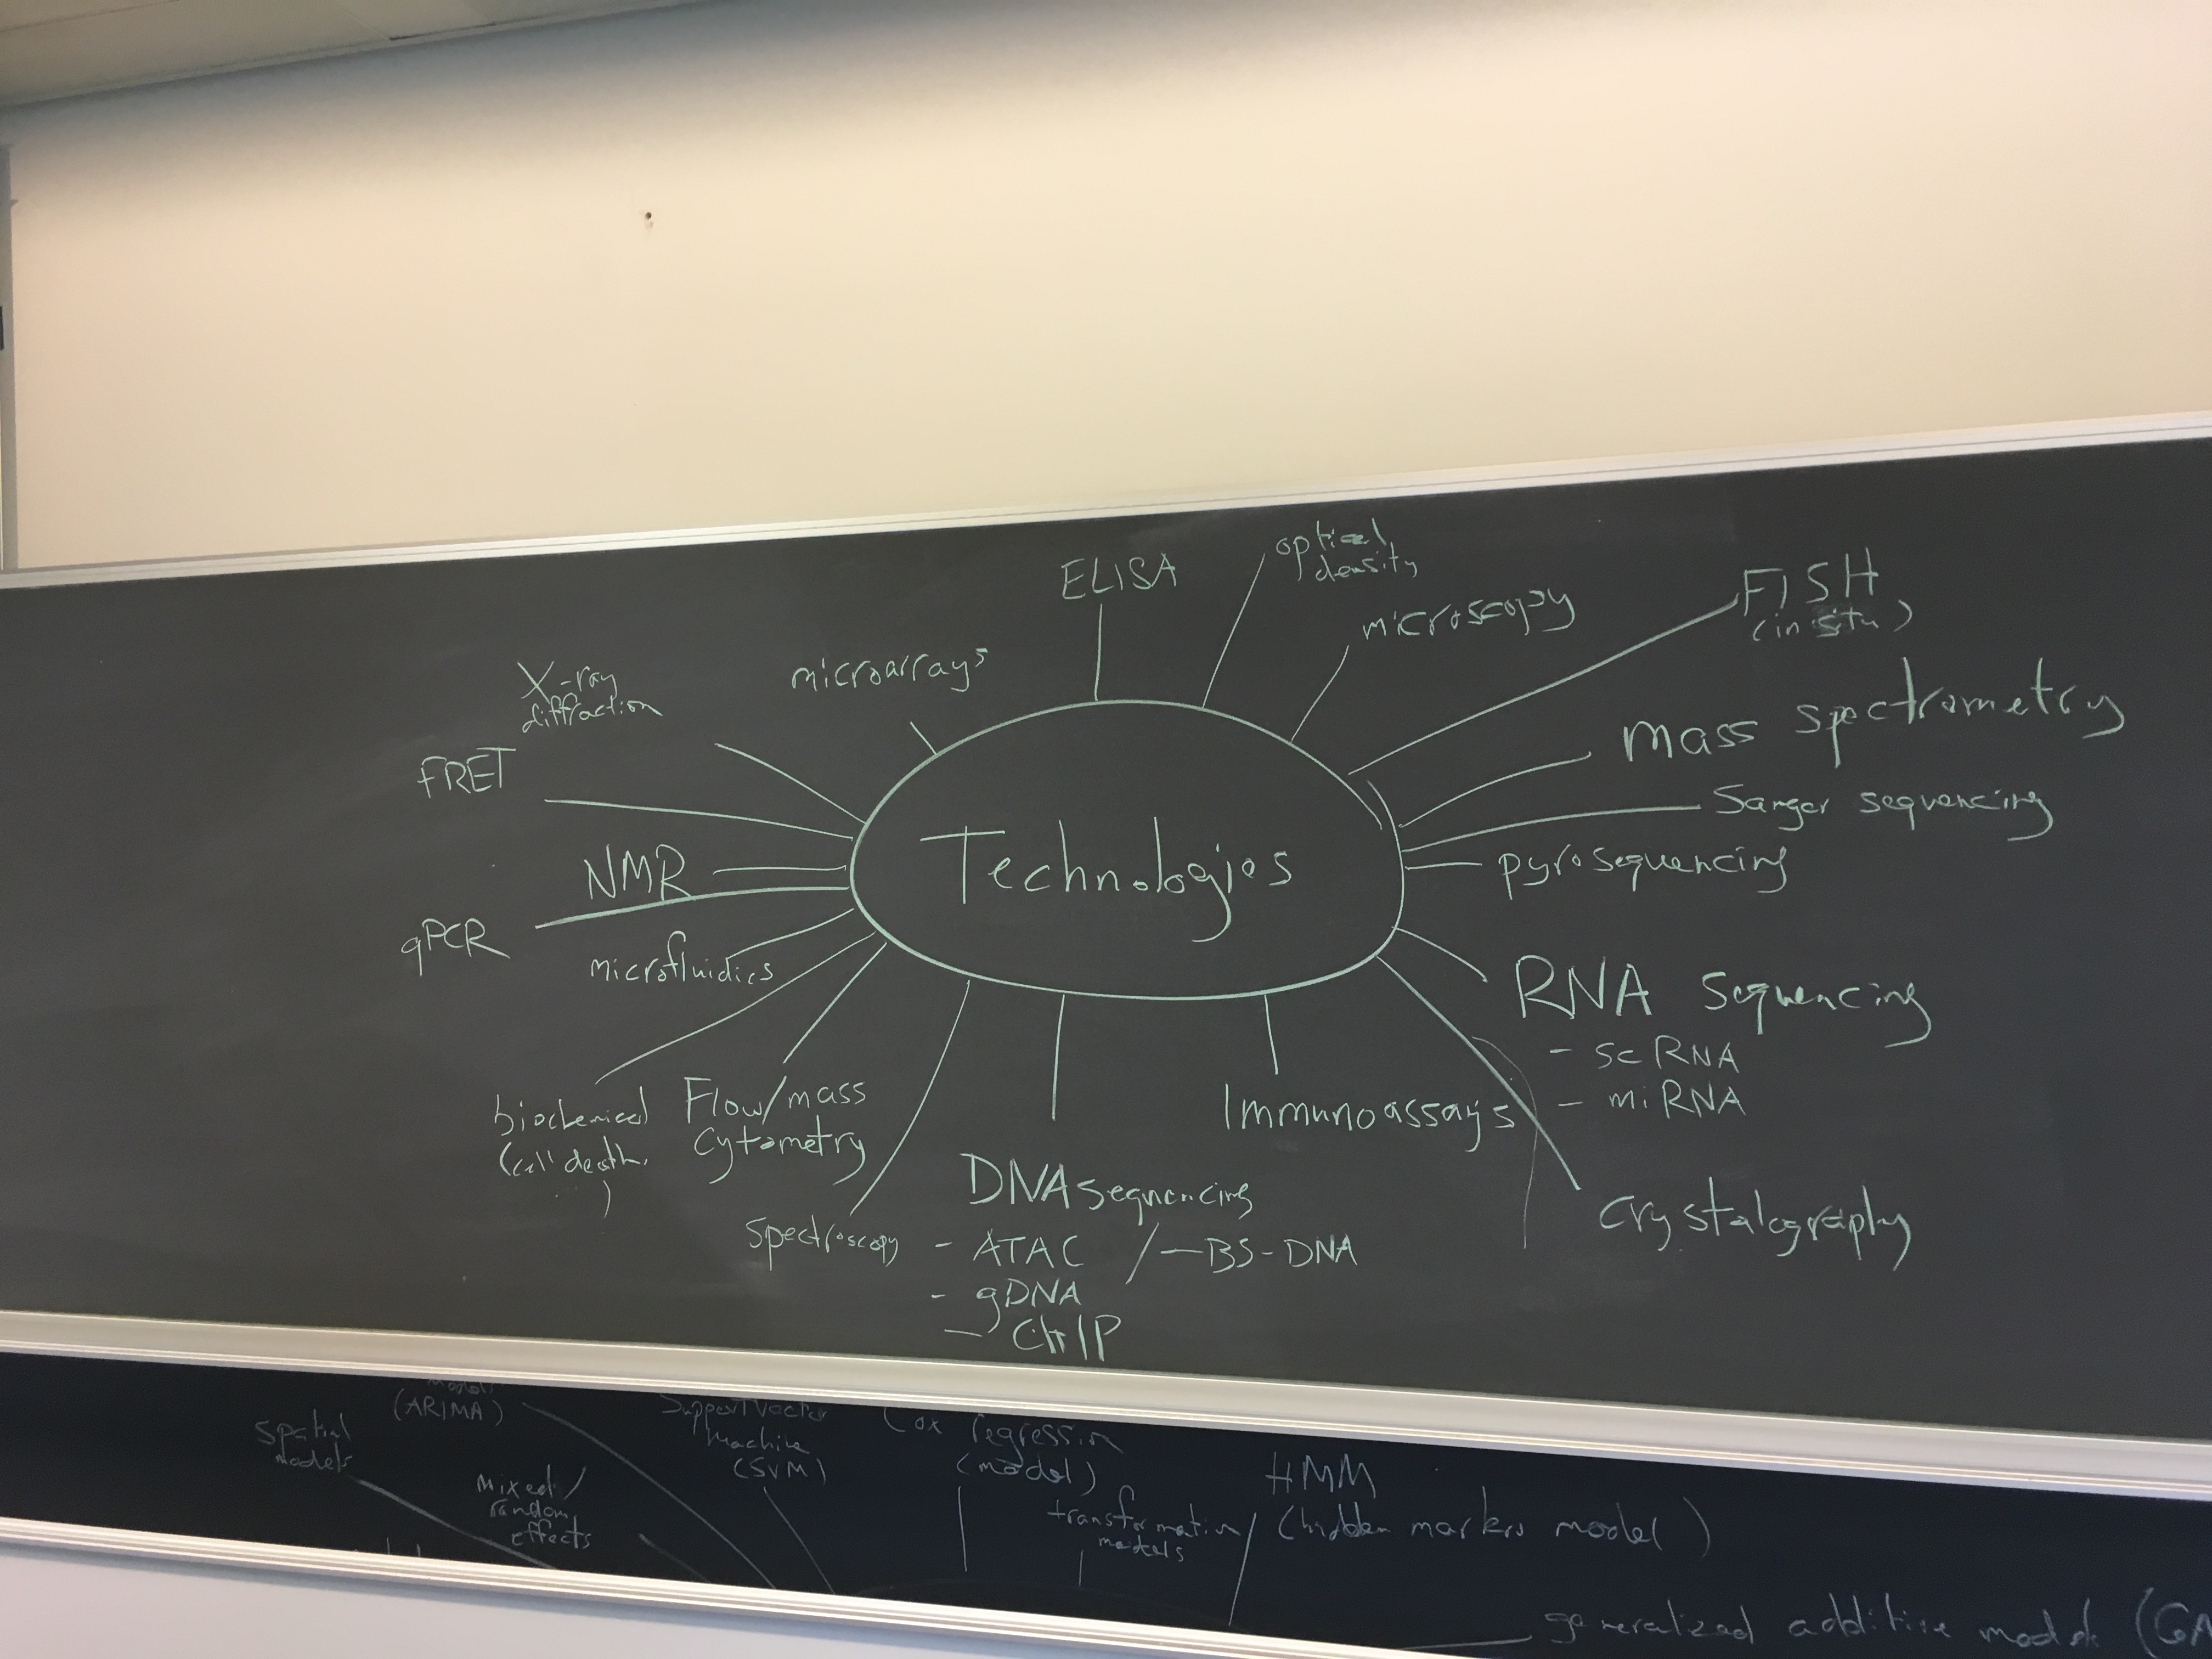 ELISA
optical
density
microscopy
FISH
(in situ)
microarrays
X-ray
diffraction
mass spectrometry
FRET
Sanger sequencing
Technologies
pyrosequencing
NMR
qPCR
microfluidics
RNA sequencing
- scRNA
- miRNA
biochemical
(cell death,
)
Flow/mass
cytometry
Immunoassays
DNA sequencing
- ATAC / - BS-DNA
- gDNA
- ChIP
spectroscopy
crystalography
(ARIMA)
spatial
models
mixed/
random
effects
Support Vector
Machine
(SVM)
Cox regression
(model)
transformation
models
HMM
(hidden markov model)
generalized additive model (GA